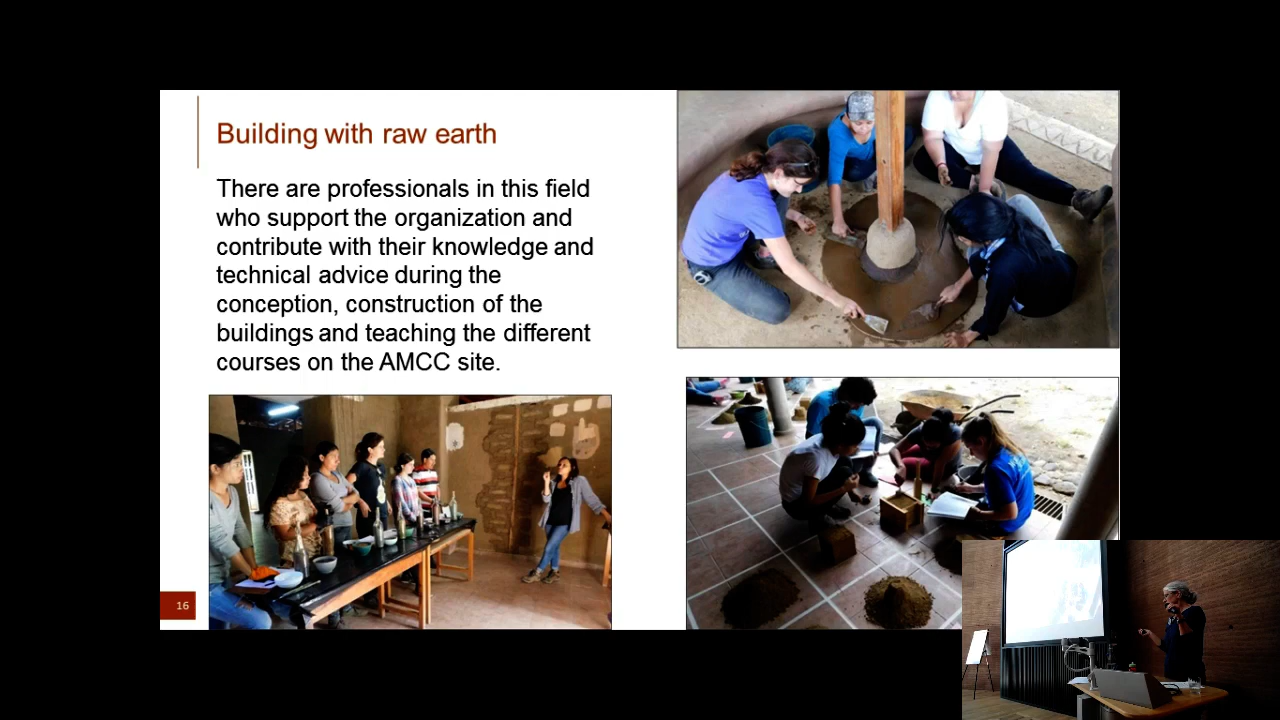 Building with raw earth
There are professionals in this field
who support the organization and
contribute with their knowledge and
technical advice during the
conception, construction of the
buildings and teaching the different
courses on the AMCC site.
16